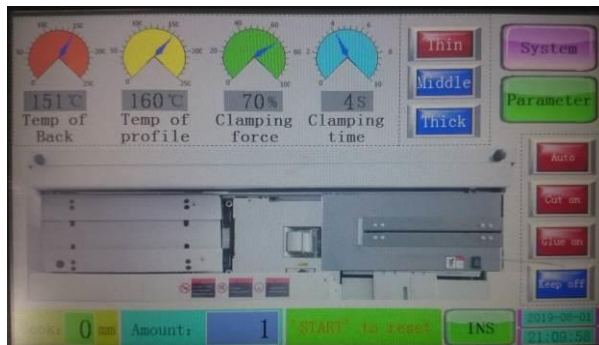 151℃
Temp of
Back
160℃
Temp of
profile
70%
Clamping
force
4S
Clamping
time
Thin
Middle
Thick
System
Parameter
Auto
Cut on
Glue on
Keep off
0 mm
Amount: 1
"START" to reset
INS
2019-06-01
21:09:58